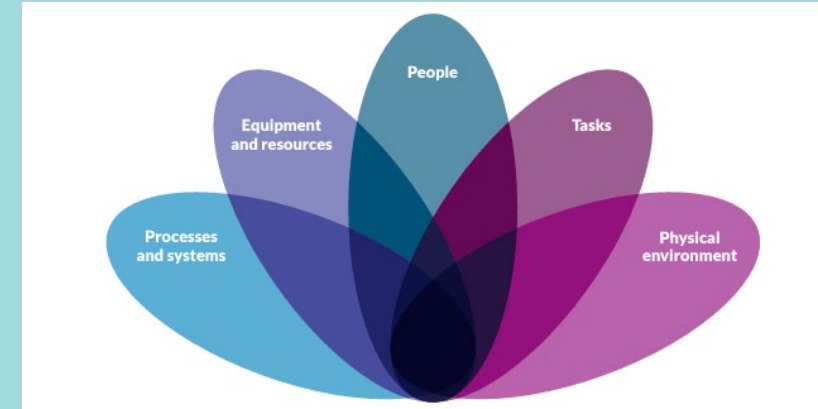 People
Equipment
and resources
Tasks
Processes
and systems
Physical
environment